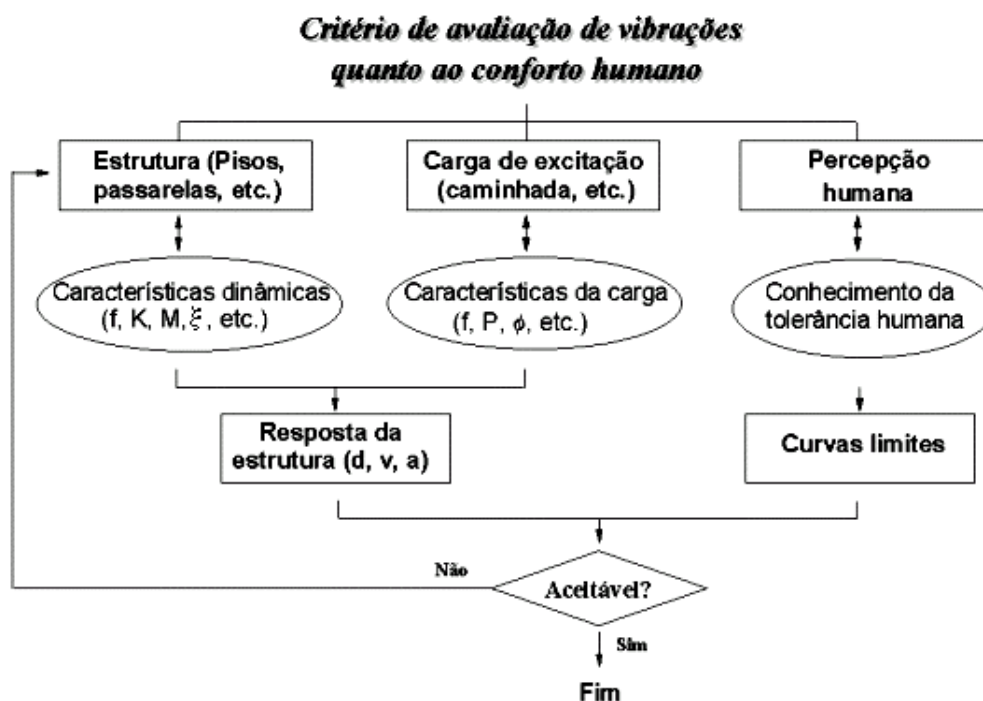 Critério de avaliação de vibrações
quanto ao conforto humano
Estrutura (Pisos,
passarelas, etc.)
Carga de excitação
(caminhada, etc.)
Percepção
humana
Características dinâmicas
(f, K, M, ξ, etc.)
Características da carga
(f, P, ϕ, etc.)
Conhecimento da
tolerância humana
Resposta da
estrutura (d, v, a)
Curvas limites
Não
Aceitável?
Sim
Fim